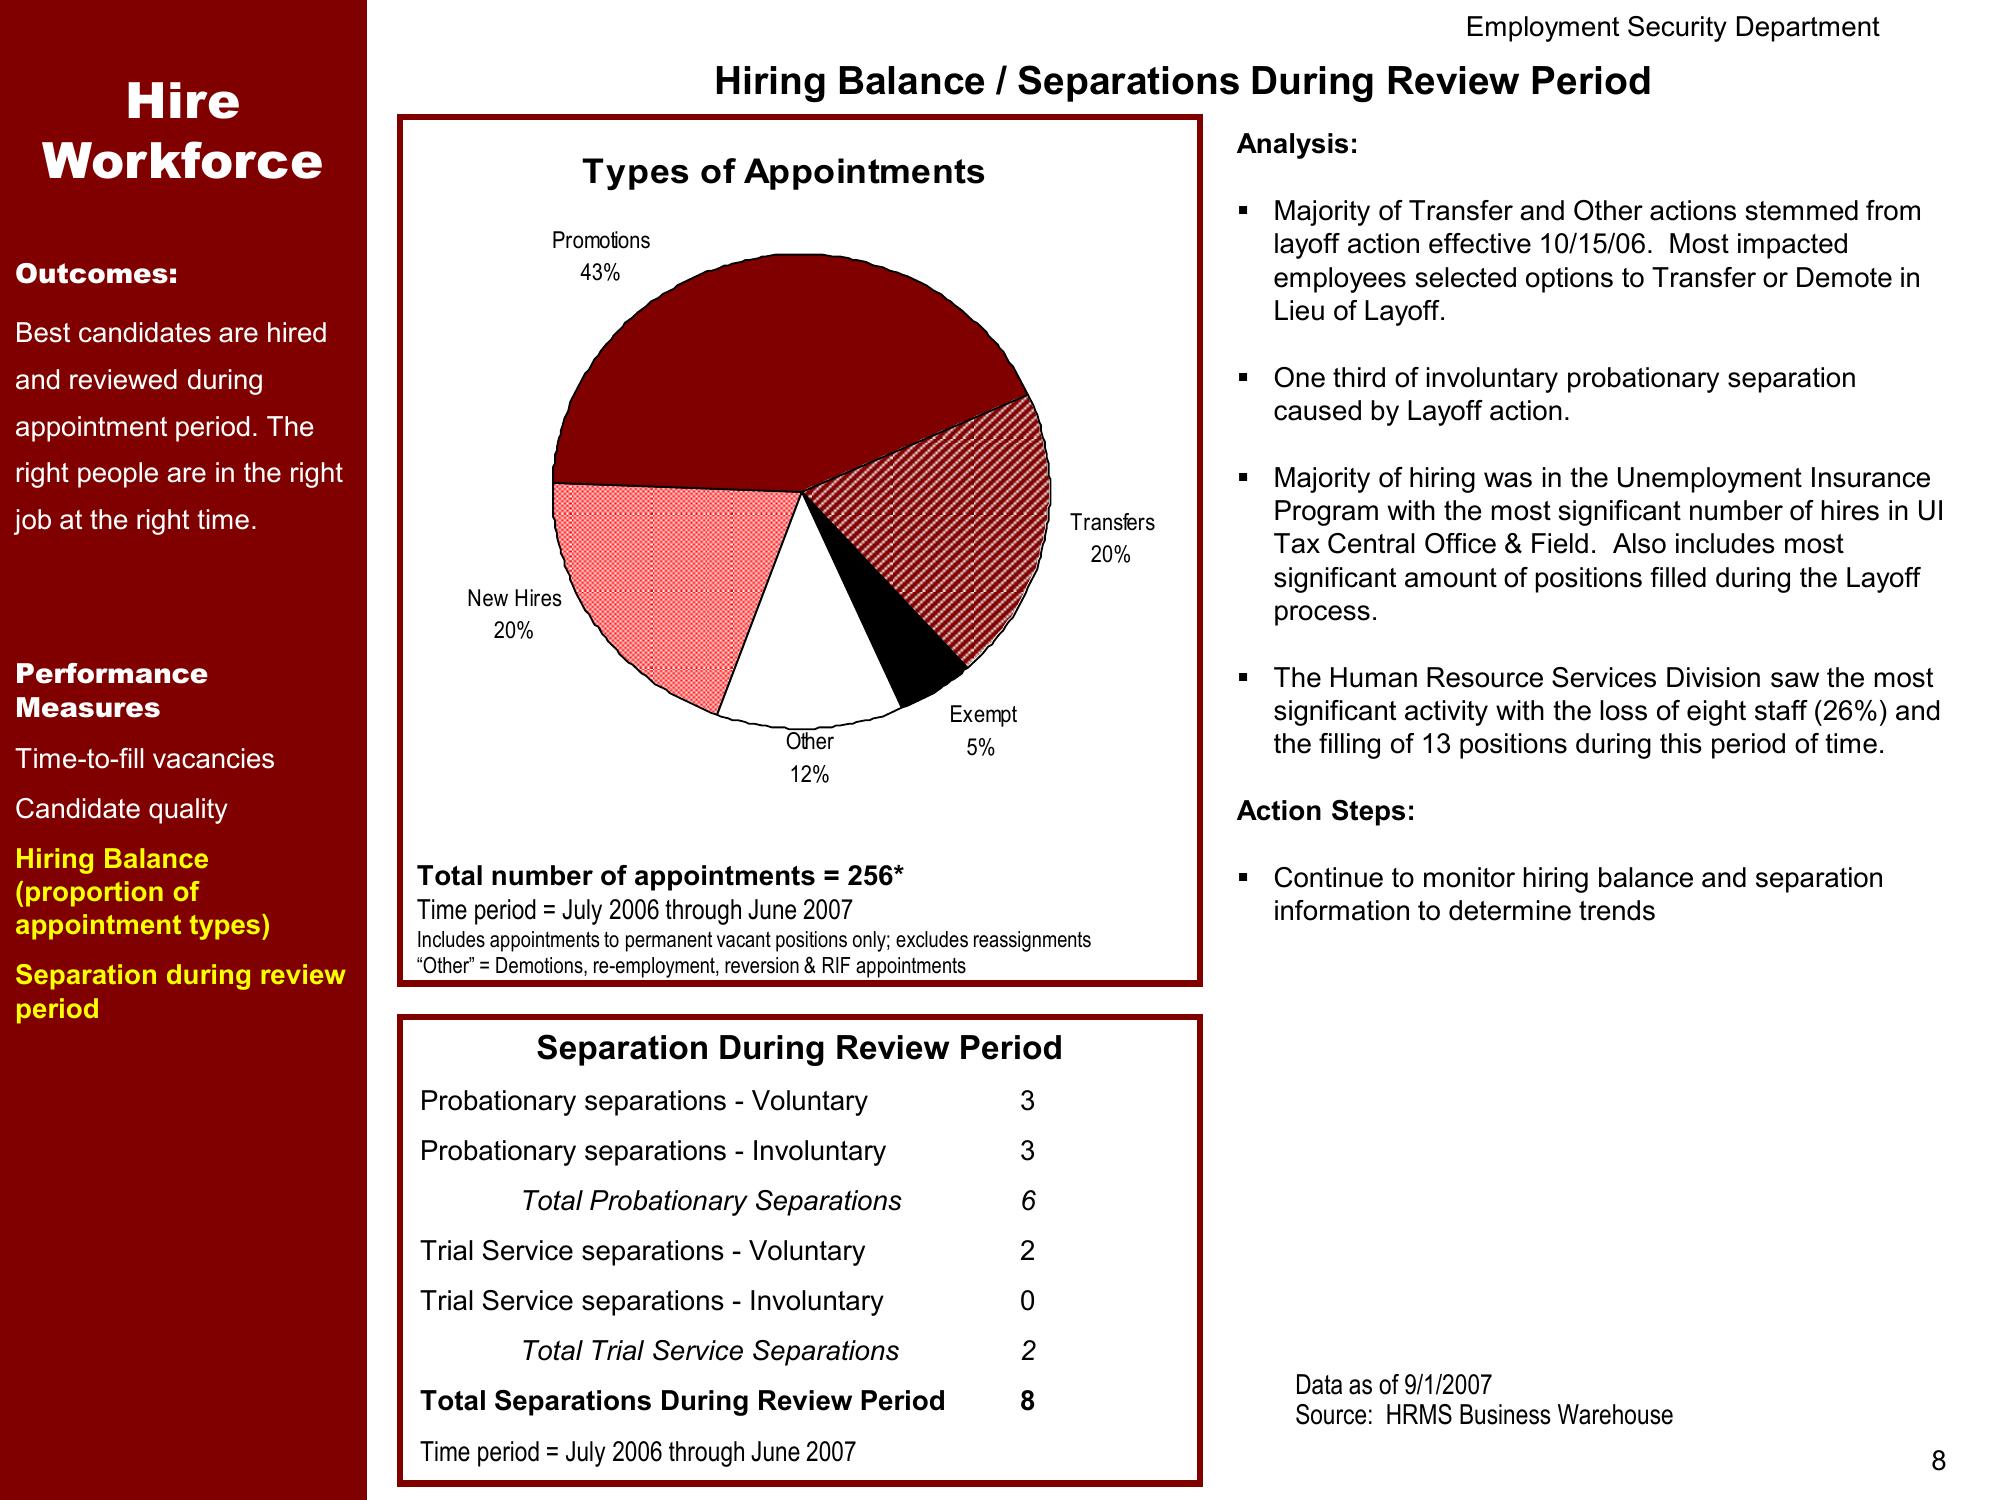 Employment Security Department
Hire
Workforce
Outcomes:
Best candidates are hired
and reviewed during
appointment period. The
right people are in the right
job at the right time.
Performance
Measures
Time-to-fill vacancies
Candidate quality
Hiring Balance
(proportion of
appointment types)
Separation during review
period
Hiring Balance / Separations During Review Period
Types of Appointments
Promotions
43%
Transfers
20%
New Hires
20%
Exempt
5%
Other
12%
Total number of appointments = 256*
Time period = July 2006 through June 2007
Includes appointments to permanent vacant positions only; excludes reassignments
“Other” = Demotions, re-employment, reversion & RIF appointments
Separation During Review Period
Probationary separations - Voluntary 3
Probationary separations - Involuntary 3
Total Probationary Separations 6
Trial Service separations - Voluntary 2
Trial Service separations - Involuntary 0
Total Trial Service Separations 2
Total Separations During Review Period 8
Time period = July 2006 through June 2007
Analysis:
▪ Majority of Transfer and Other actions stemmed from
layoff action effective 10/15/06. Most impacted
employees selected options to Transfer or Demote in
Lieu of Layoff.
▪ One third of involuntary probationary separation
caused by Layoff action.
▪ Majority of hiring was in the Unemployment Insurance
Program with the most significant number of hires in UI
Tax Central Office & Field. Also includes most
significant amount of positions filled during the Layoff
process.
▪ The Human Resource Services Division saw the most
significant activity with the loss of eight staff (26%) and
the filling of 13 positions during this period of time.
Action Steps:
▪ Continue to monitor hiring balance and separation
information to determine trends
Data as of 9/1/2007
Source: HRMS Business Warehouse
8